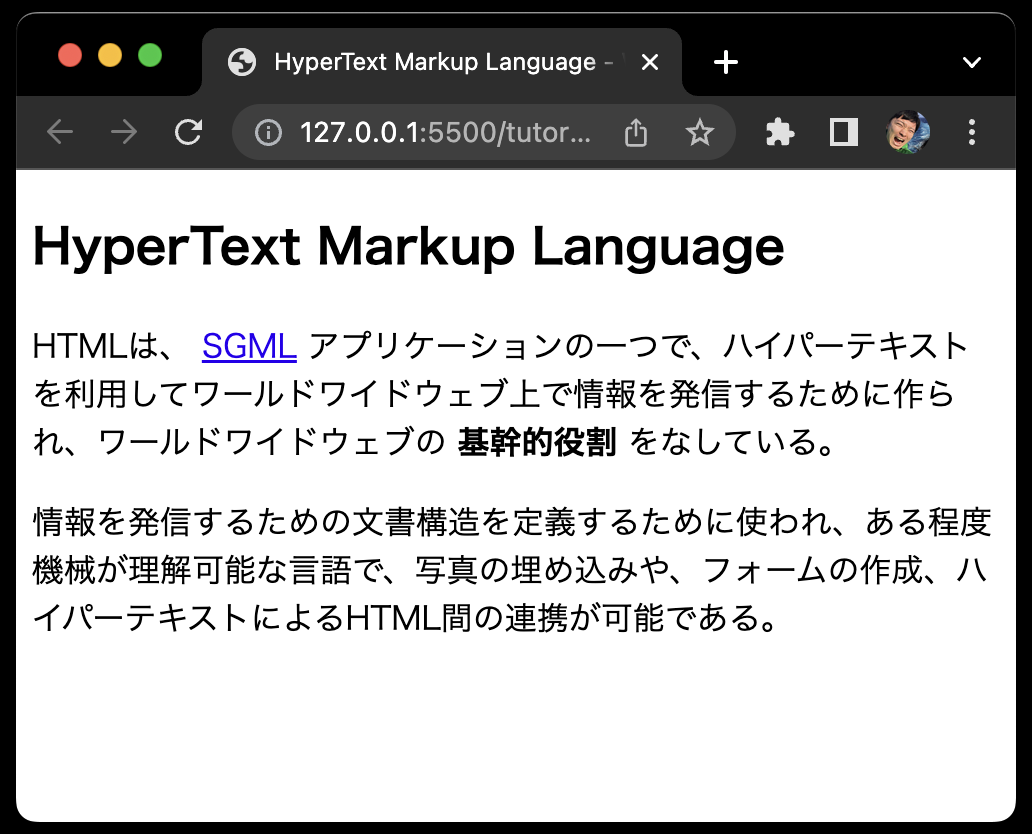 HyperText Markup Language -
127.0.0.1:5500/tutor...
HyperText Markup Language
HTMLは、 SGML アプリケーションの一つで、ハイパーテキスト
を利用してワールドワイドウェブ上で情報を発信するために作ら
れ、ワールドワイドウェブの 基幹的役割 をなしている。
情報を発信するための文書構造を定義するために使われ、ある程度
機械が理解可能な言語で、写真の埋め込みや、フォームの作成、ハ
イパーテキストによるHTML間の連携が可能である。